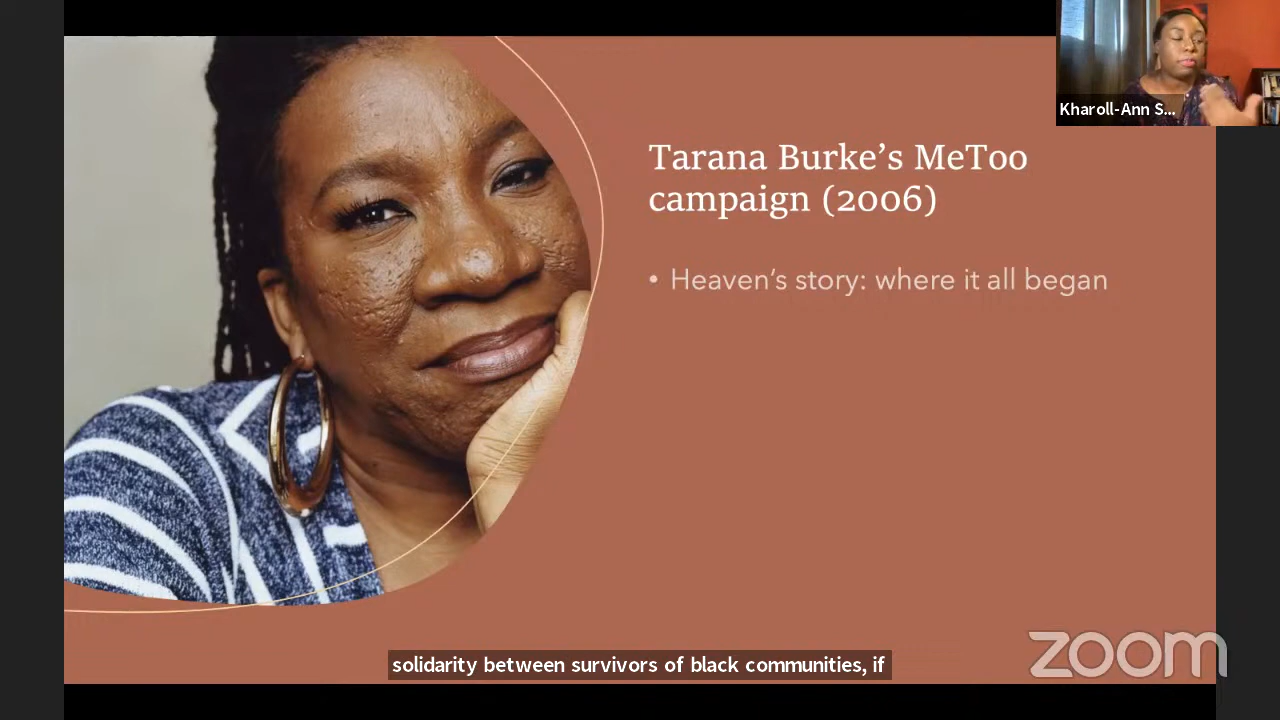 Kharoll-Ann S...
Tarana Burke’s MeToo
campaign (2006)
• Heaven’s story: where it all began
solidarity between survivors of black communities, if
zoom